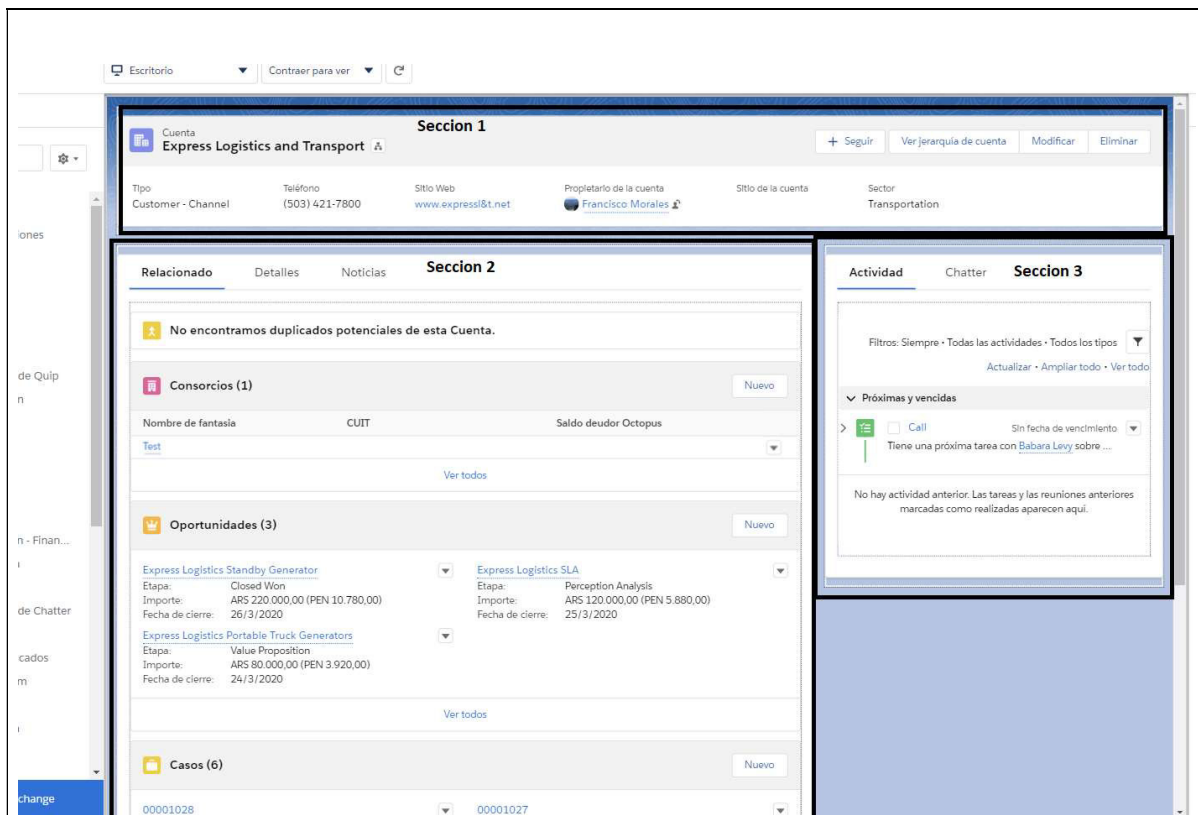 Escritorio
Contraer para ver
Seccion 1
Cuenta
Express Logistics and Transport
+ Seguir
Ver jerarquía de cuenta
Modificar
Eliminar
Tipo
Teléfono
Sitio Web
Propietario de la cuenta
Sitio de la cuenta
Sector
Customer - Channel
(503) 421-7800
www.expressl&t.net
Francisco Morales
Transportation
iones
de Quip
n
n - Finan...
de Chatter
cados
m
change
Relacionado
Detalles
Noticias
Seccion 2
No encontramos duplicados potenciales de esta Cuenta.
Consorcios (1)
Nuevo
Nombre de fantasia
CUIT
Saldo deudor Octopus
Test
Ver todos
Oportunidades (3)
Nuevo
Express Logistics Standby Generator
Etapa: Closed Won
Importe: ARS 220.000,00 (PEN 10.780,00)
Fecha de cierre: 26/3/2020
Express Logistics SLA
Etapa: Perception Analysis
Importe: ARS 120.000,00 (PEN 5.880,00)
Fecha de cierre: 25/3/2020
Express Logistics Portable Truck Generators
Etapa: Value Proposition
Importe: ARS 80.000,00 (PEN 3.920,00)
Fecha de cierre: 24/3/2020
Ver todos
Casos (6)
Nuevo
00001028
00001027
Actividad
Chatter
Seccion 3
Filtros: Siempre • Todas las actividades • Todos los tipos
Actualizar • Ampliar todo • Ver todo
Próximas y vencidas
Call
Sin fecha de vencimiento
Tiene una próxima tarea con Babara Levy sobre ...
No hay actividad anterior. Las tareas y las reuniones anteriores
marcadas como realizadas aparecen aquí.